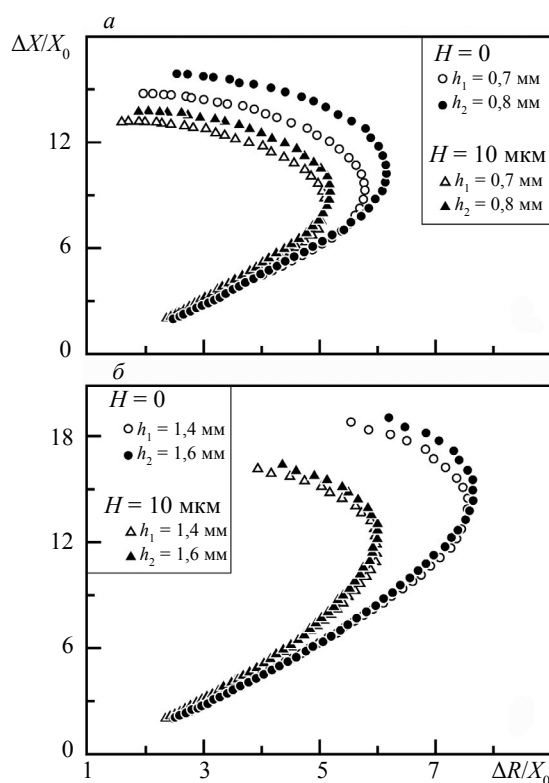 а
ΔX/X₀
H = 0
h₁ = 0,7 мм
h₂ = 0,8 мм
H = 10 мкм
h₁ = 0,7 мм
h₂ = 0,8 мм
12
6
0
б
H = 0
h₁ = 1,4 мм
h₂ = 1,6 мм
H = 10 мкм
h₁ = 1,4 мм
h₂ = 1,6 мм
18
12
6
0
1 3 5 7 ΔR/X₀